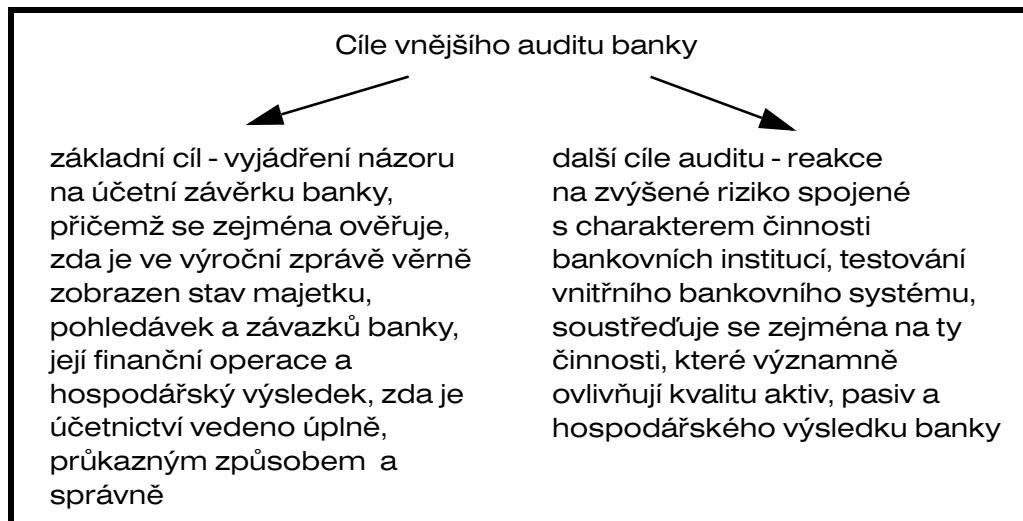 Cíle vnějšího auditu banky
základní cíl - vyjádření názoru
na účetní závěrku banky,
přičemž se zejména ověřuje,
zda je ve výroční zprávě věrně
zobrazen stav majetku,
pohledávek a závazků banky,
její finanční operace a
hospodářský výsledek, zda je
účetnictví vedeno úplně,
průkazným způsobem a
správně
další cíle auditu - reakce
na zvýšené riziko spojené
s charakterem činnosti
bankovních institucí, testování
vnitřního bankovního systému,
soustřeďuje se zejména na ty
činnosti, které významně
ovlivňují kvalitu aktiv, pasiv a
hospodářského výsledku banky